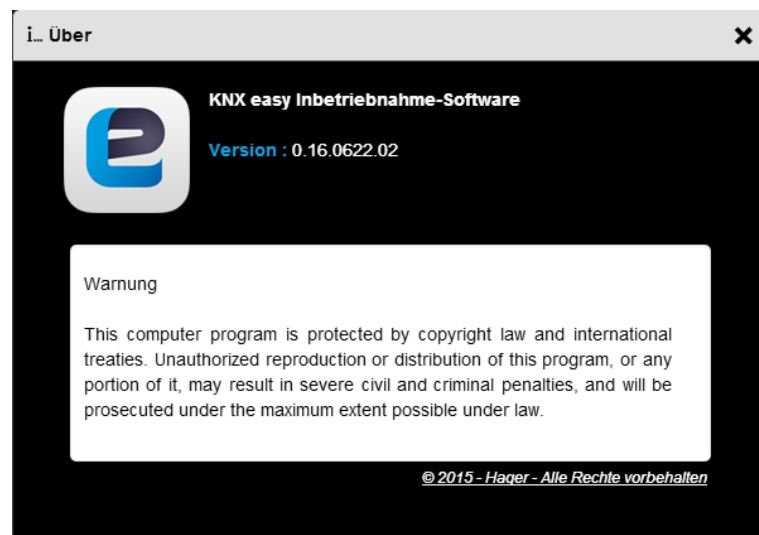 i... Über
KNX easy Inbetriebnahme-Software
Version : 0.16.0622.02
Warnung
This computer program is protected by copyright law and international
treaties. Unauthorized reproduction or distribution of this program, or any
portion of it, may result in severe civil and criminal penalties, and will be
prosecuted under the maximum extent possible under law.
© 2015 - Hager - Alle Rechte vorbehalten